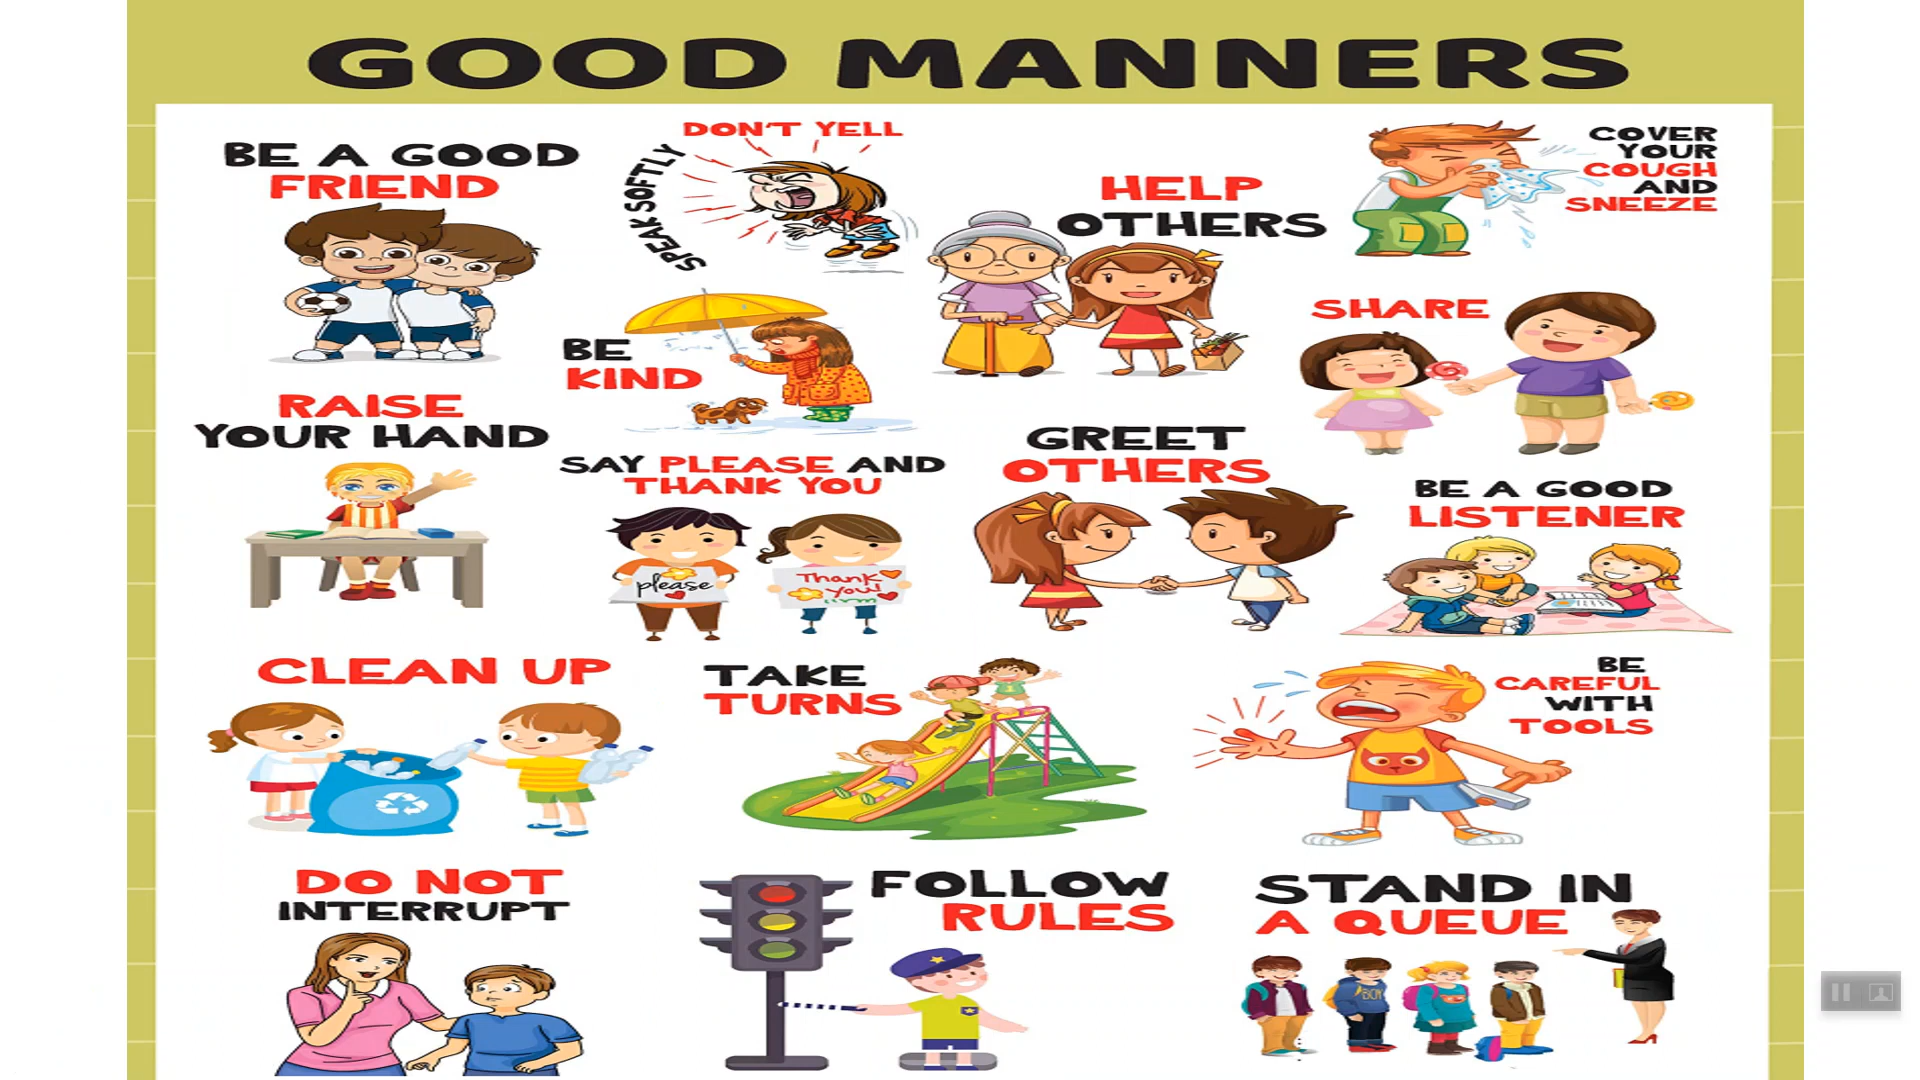 GOOD MANNERS
BE A GOOD
FRIEND
DON'T YELL
SPEAK SOFTLY
HELP
OTHERS
COVER
YOUR
COUGH
AND
SNEEZE
BE
KIND
SHARE
RAISE
YOUR HAND
SAY PLEASE AND
THANK YOU
please
Thank
you!
GREET
OTHERS
BE A GOOD
LISTENER
CLEAN UP
TAKE
TURNS
BE
CAREFUL
WITH
TOOLS
DO NOT
INTERRUPT
FOLLOW
RULES
STAND IN
A QUEUE
BOY